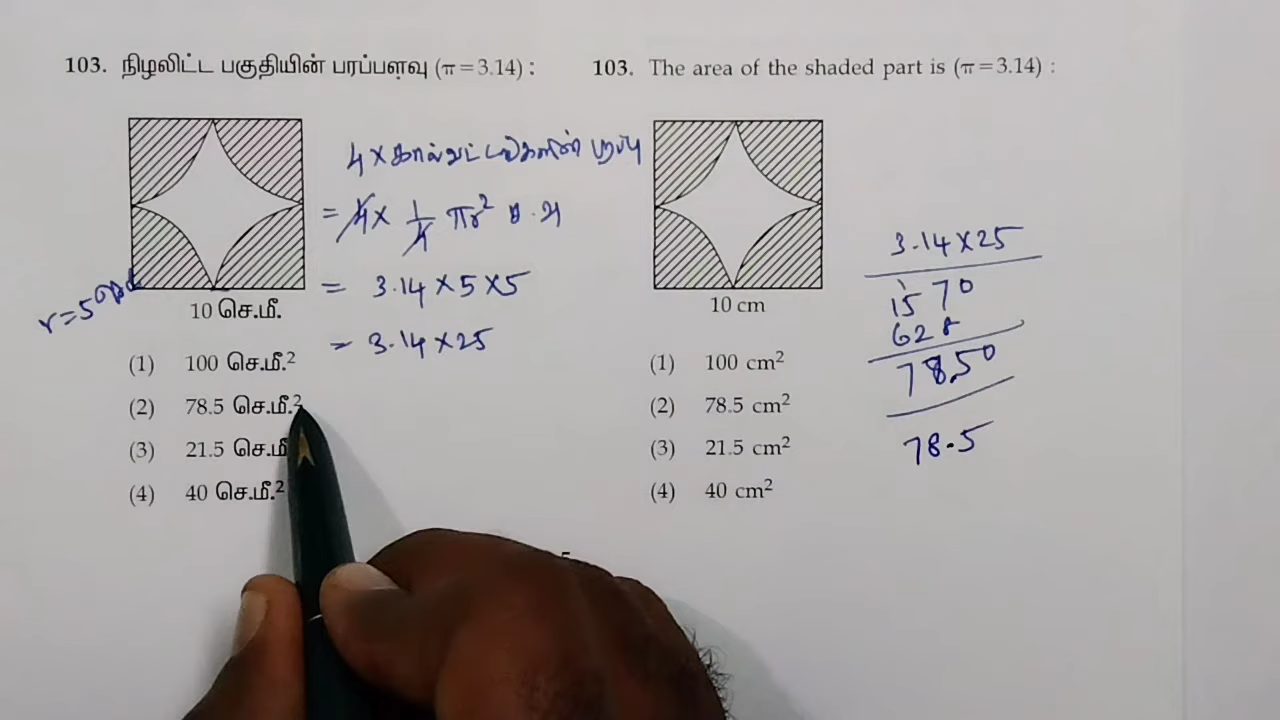 103. நிழலிட்ட பகுதியின் பரப்பளவு (π=3.14) :
4 × கால்வட்டங்களின் பரப்பு
= 4 × 1/4 πr² ச.அ
= 3.14 × 5 × 5
= 3.14 × 25
r=5 செ.மீ
10 செ.மீ.
(1) 100 செ.மீ.²
(2) 78.5 செ.மீ.²
(3) 21.5 செ.மீ
(4) 40 செ.மீ.²
103. The area of the shaded part is (π=3.14) :
10 cm
(1) 100 cm²
(2) 78.5 cm²
(3) 21.5 cm²
(4) 40 cm²
3.14 × 25
1570
628
78.50
78.5